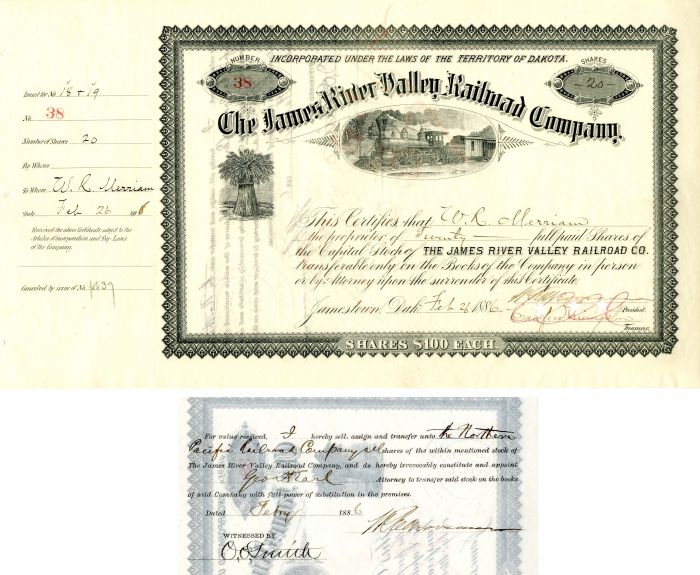 Issued for No 18 + 19
No. 38
Number of Shares 20
By Whom
To Whom W. R. Merriam
Date Feb 26 188
Received the above Certificate subject to the
Articles of incorporation and Bye-Laws
of the Company.
Canceled by issue of No
NUMBER
38
INCORPORATED UNDER THE LAWS OF THE TERRITORY OF DAKOTA.
SHARES
-20-
The James River Valley Railroad Company.
This Certifies that W. R. Merriam
the proprietor of Twenty full paid Shares of
the Capital Stock of THE JAMES RIVER VALLEY RAILROAD CO.
transferable only on the Books of the Company in person
or by Attorney upon the surrender of this Certificate.
Jamestown, Dak. Feb 26 1886
President.
Treasurer.
SHARES $100 EACH
For value received, I hereby sell, assign and transfer unto the Northern
Pacific Railroad Company all shares of the within mentioned stock of
The James River Valley Railroad Company, and do hereby irrevocably constitute and appoint
Geo H Earl Attorney to transfer said stock on the books
of said Company with full power of substitution in the premises.
Dated Febry 1886
WITNESSED BY
O. O. Smith